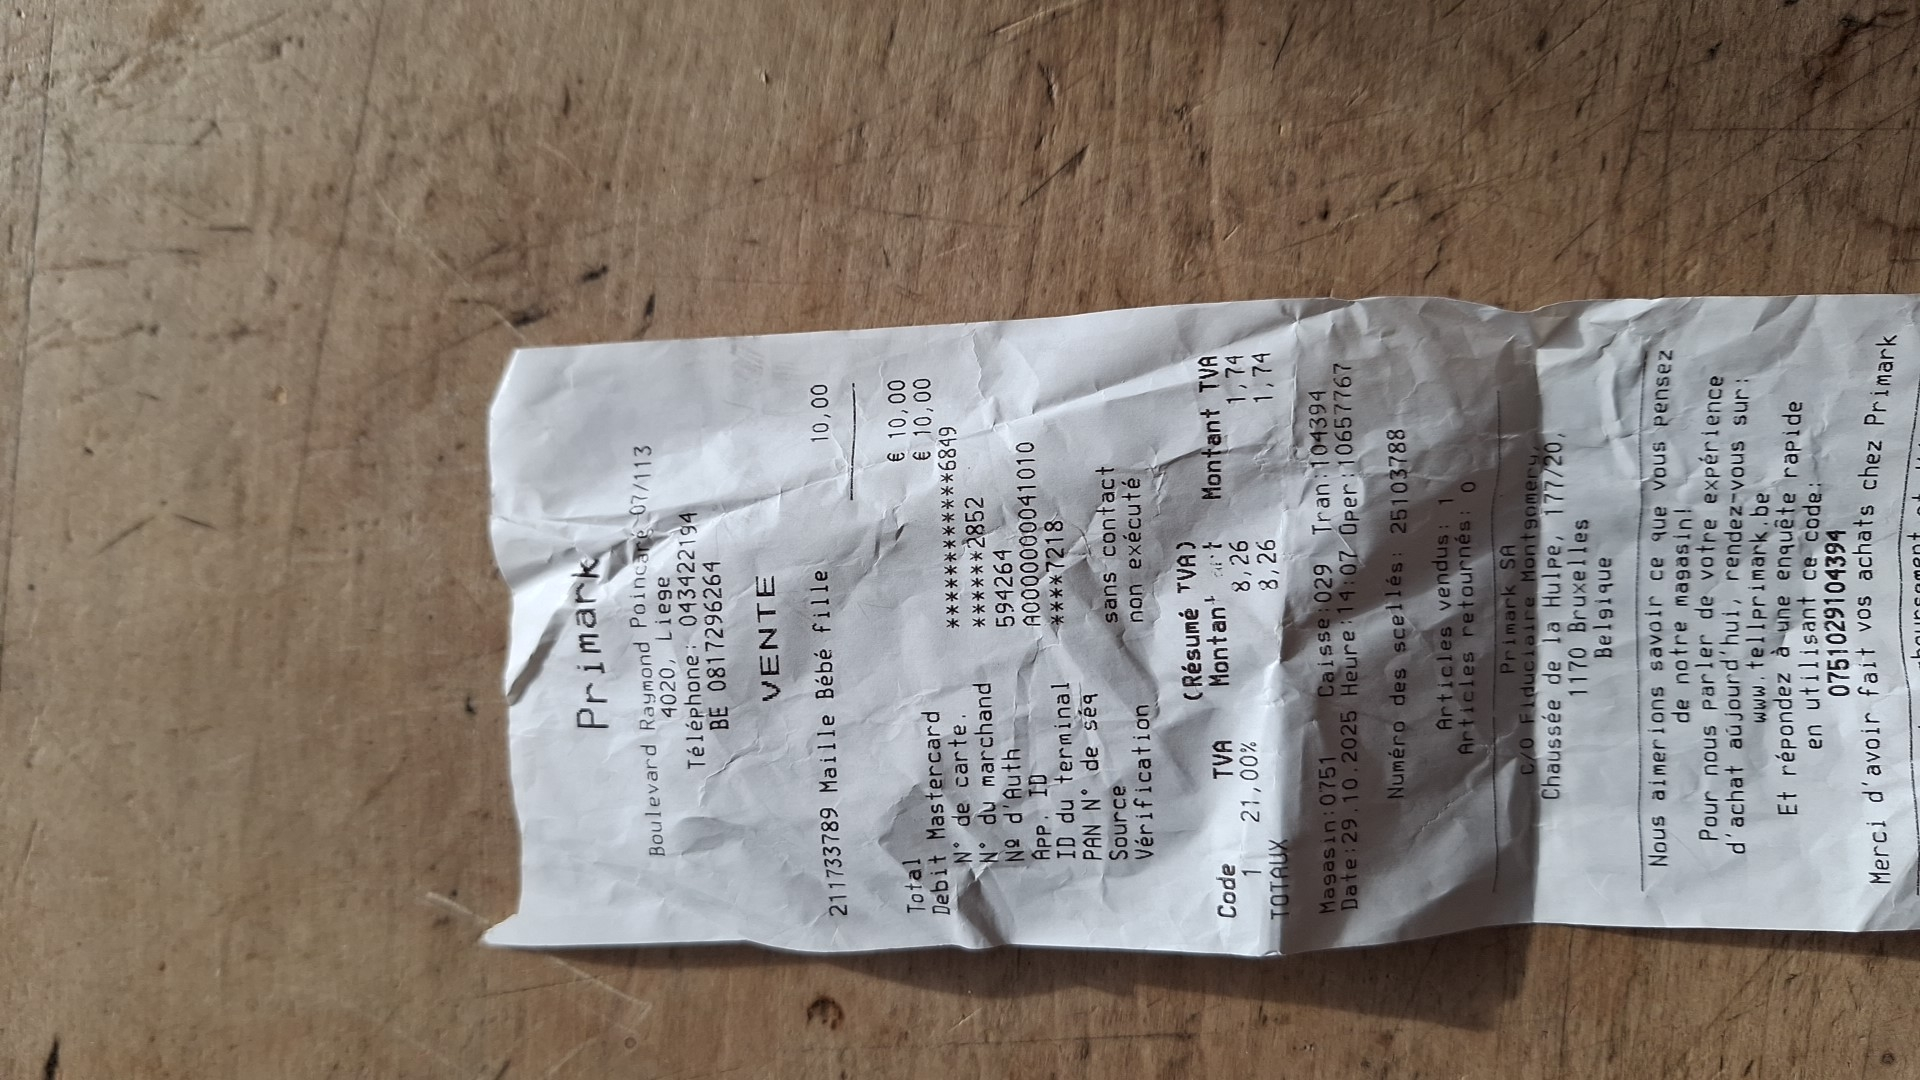 Primark
Boulevard Raymond Poincaré 07/113
4020, Liege
Téléphone: 043422194
BE 0817296264
VENTE
211733789 Maille Bébé fille 10,00
Total € 10,00
Debit Mastercard € 10,00
N° de carte. ***************6849
N° du marchand ******2852
Nº d'Auth 594264
App. ID A0000000041010
ID du terminal ****7218
PAN N° de séq
Source sans contact
Vérification non exécuté
(Résumé TVA)
Code TVA Montant Montant TVA
1 21,00% 8,26 1,74
TOTAUX 8,26 1,74
Magasin:0751 Caisse:029 Tran:104394
Date:29.10.2025 Heure:14:07 Oper:10657767
Numéro des scellés: 25103788
Articles vendus: 1
Articles retournés: 0
Primark SA
C/O Fiduciaire Montgomery,
Chaussée de la Hulpe, 177/20,
1170 Bruxelles
Belgique
Nous aimerions savoir ce que vous pensez
de notre magasin!
Pour nous parler de votre expérience
d'achat aujourd'hui, rendez-vous sur:
www.tellprimark.be
Et répondez à une enquête rapide
en utilisant ce code:
075102910​4394
Merci d'avoir fait vos achats chez Primark